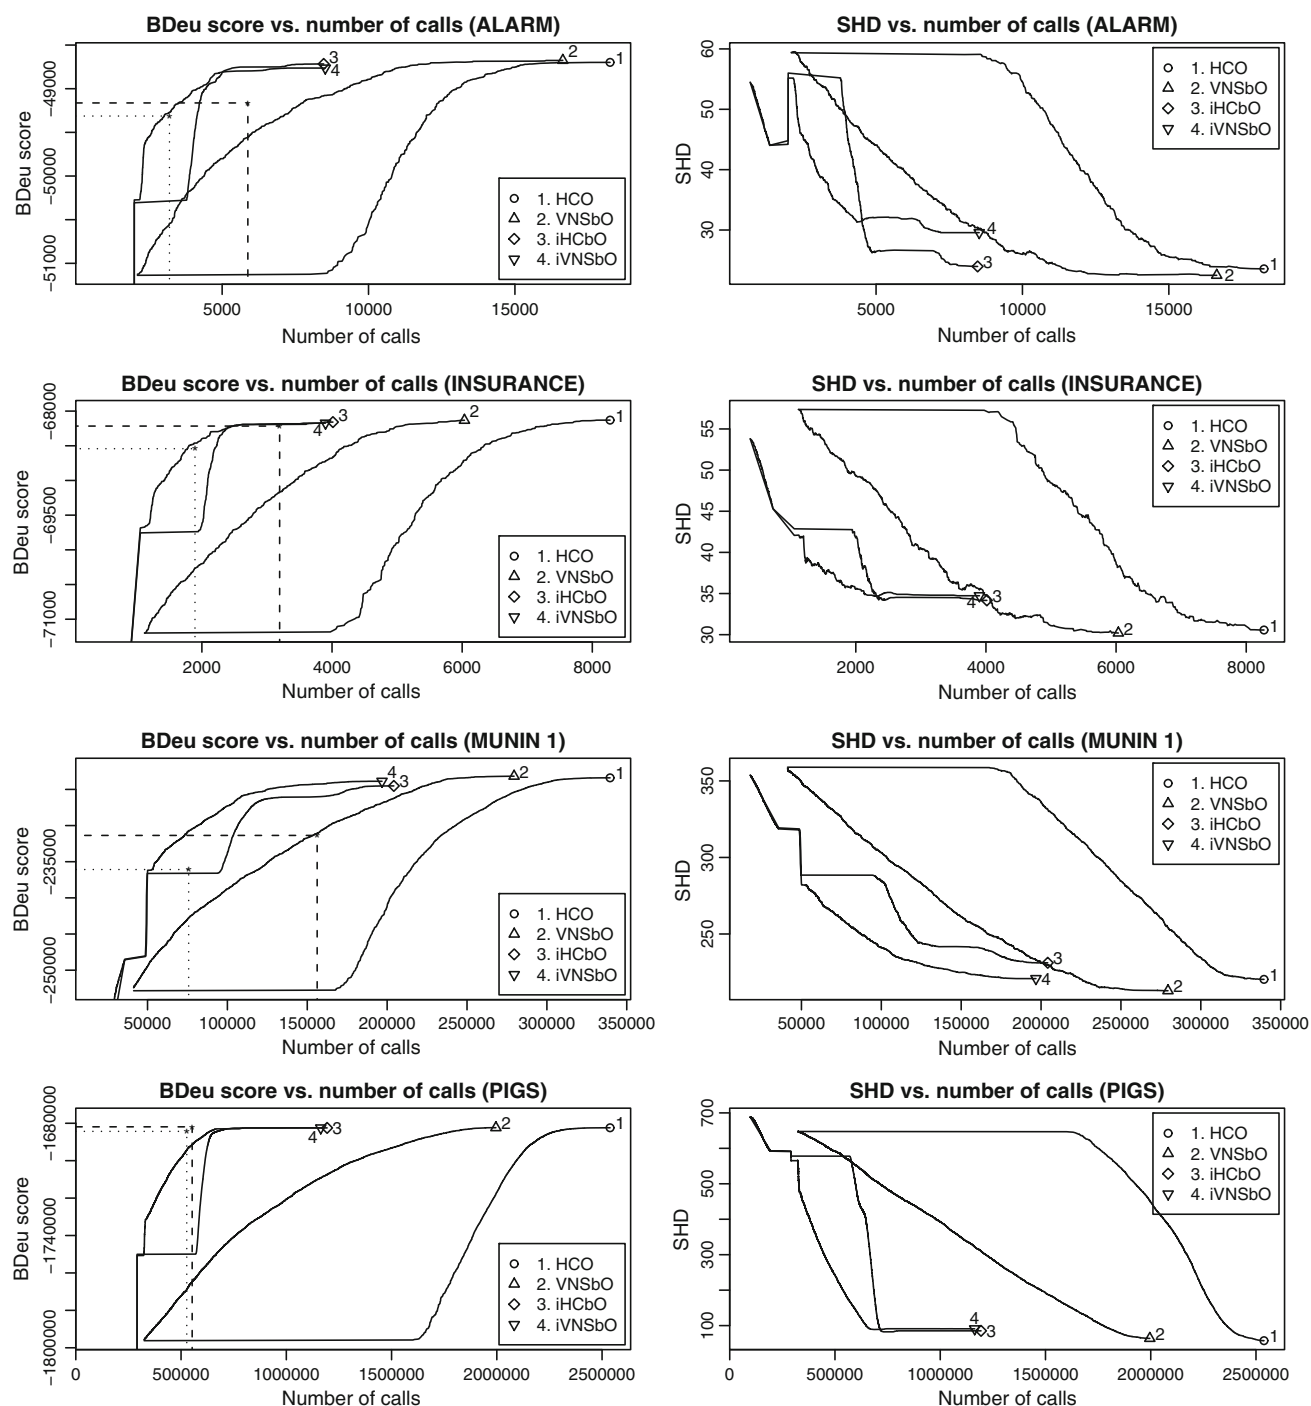 BDeu score vs. number of calls (ALARM)
BDeu score
−49000
−50000
−51000
5000
10000
15000
Number of calls
1
2
3
4
1. HCO
2. VNSbO
3. iHCbO
4. iVNSbO
SHD vs. number of calls (ALARM)
SHD
60
50
40
30
5000
10000
15000
Number of calls
1
2
3
4
1. HCO
2. VNSbO
3. iHCbO
4. iVNSbO
BDeu score vs. number of calls (INSURANCE)
BDeu score
−68000
−69500
−71000
2000
4000
6000
8000
Number of calls
1
2
3
4
1. HCO
2. VNSbO
3. iHCbO
4. iVNSbO
SHD vs. number of calls (INSURANCE)
SHD
55
50
45
40
35
30
2000
4000
6000
8000
Number of calls
1
2
3
4
1. HCO
2. VNSbO
3. iHCbO
4. iVNSbO
BDeu score vs. number of calls (MUNIN 1)
BDeu score
−235000
−250000
50000
100000
150000
200000
250000
300000
350000
Number of calls
1
2
3
4
1. HCO
2. VNSbO
3. iHCbO
4. iVNSbO
SHD vs. number of calls (MUNIN 1)
SHD
350
300
250
50000
100000
150000
200000
250000
300000
350000
Number of calls
1
2
3
4
1. HCO
2. VNSbO
3. iHCbO
4. iVNSbO
BDeu score vs. number of calls (PIGS)
BDeu score
−1680000
−1740000
−1800000
0
500000
1000000
1500000
2000000
2500000
Number of calls
1
2
3
4
1. HCO
2. VNSbO
3. iHCbO
4. iVNSbO
SHD vs. number of calls (PIGS)
SHD
700
500
300
100
0
500000
1000000
1500000
2000000
2500000
Number of calls
1
2
3
4
1. HCO
2. VNSbO
3. iHCbO
4. iVNSbO